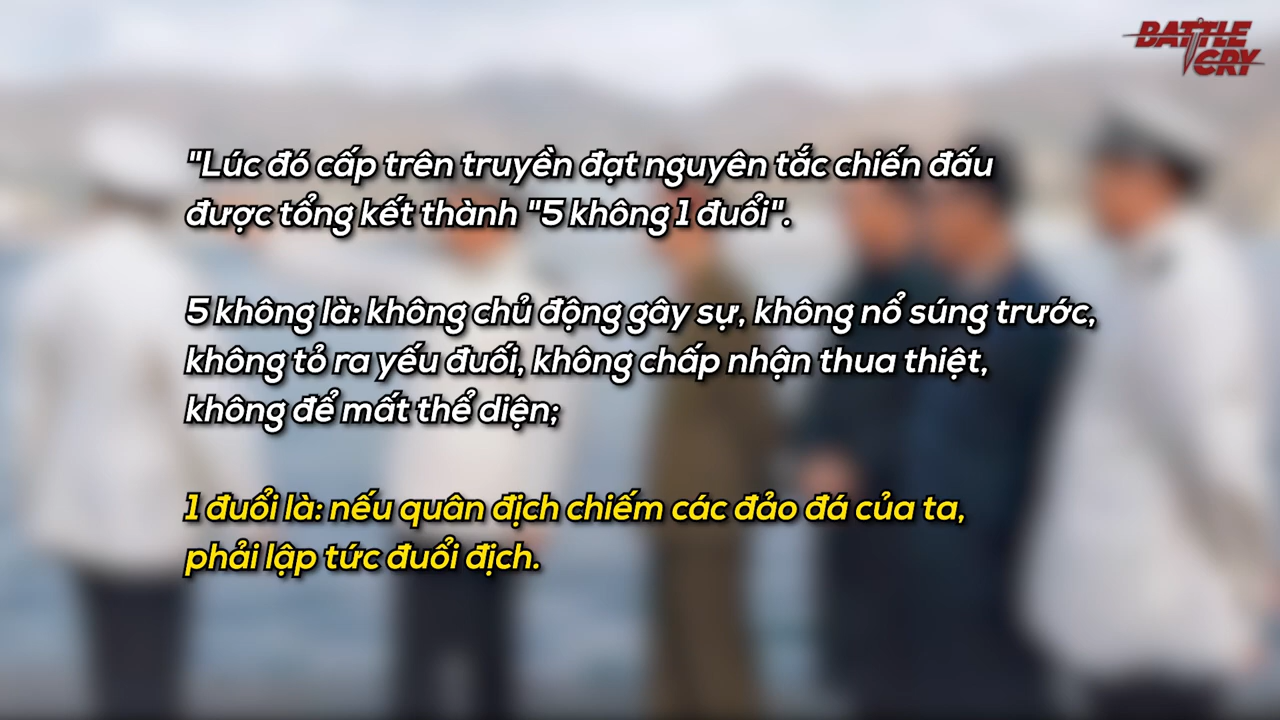 BATTLE
CRY
"Lúc đó cấp trên truyền đạt nguyên tắc chiến đấu
được tổng kết thành "5 không 1 đuổi".
5 không là: không chủ động gây sự, không nổ súng trước,
không tỏ ra yếu đuối, không chấp nhận thua thiệt,
không để mất thể diện;
1 đuổi là: nếu quân địch chiếm các đảo đá của ta,
phải lập tức đuổi địch.